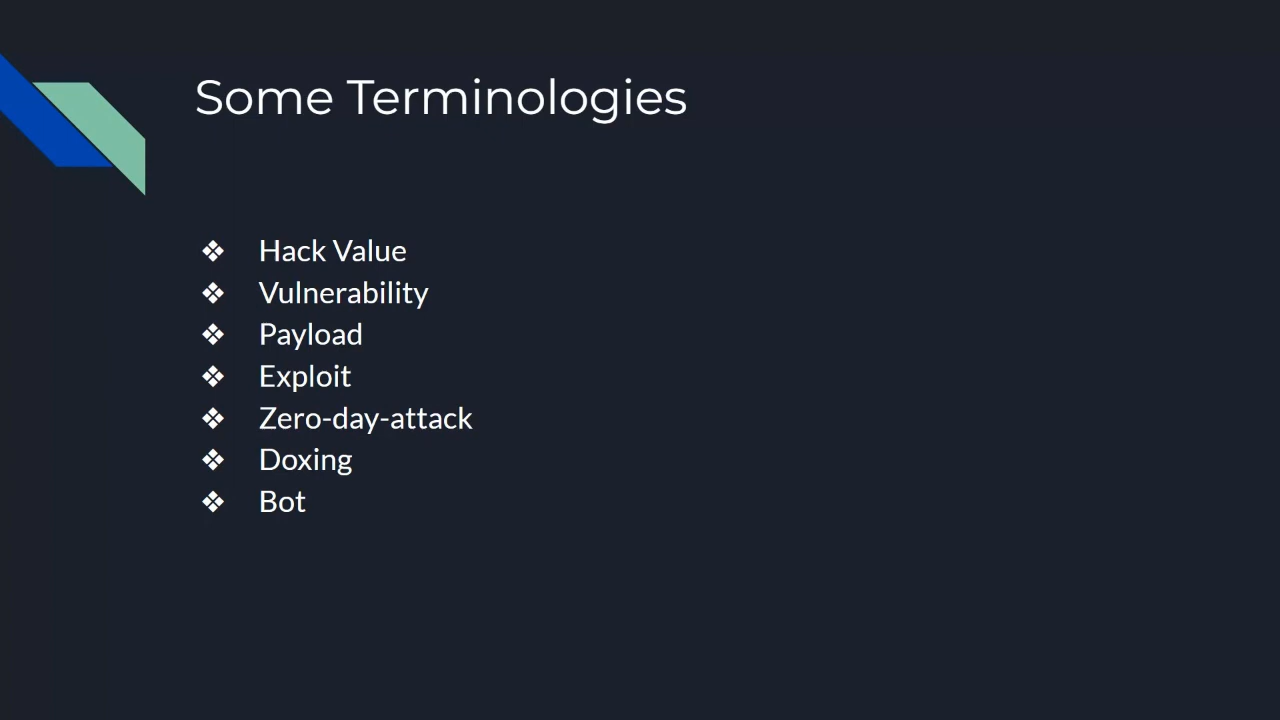 Some Terminologies
❖ Hack Value
❖ Vulnerability
❖ Payload
❖ Exploit
❖ Zero-day-attack
❖ Doxing
❖ Bot